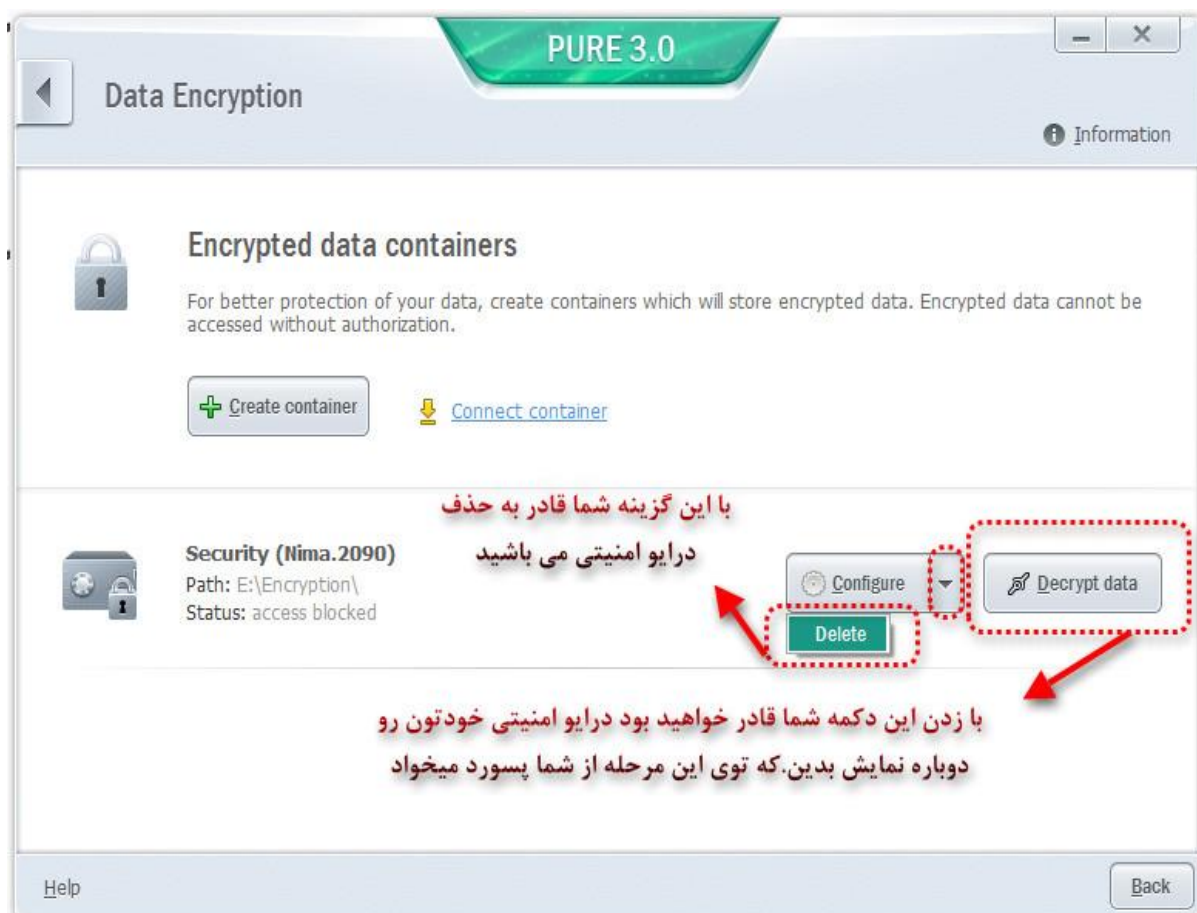 PURE 3.0
Data Encryption
Information
Encrypted data containers
For better protection of your data, create containers which will store encrypted data. Encrypted data cannot be
accessed without authorization.
Create container
Connect container
با این گزینه شما قادر به حذف
درایو امنیتی می باشید
Security (Nima.2090)
Path: E:\Encryption\
Status: access blocked
Configure
Decrypt data
Delete
با زدن این دکمه شما قادر خواهید بود درایو امنیتی خودتون رو
دوباره نمایش بدین.که توی این مرحله از شما پسورد میخواد
Help
Back